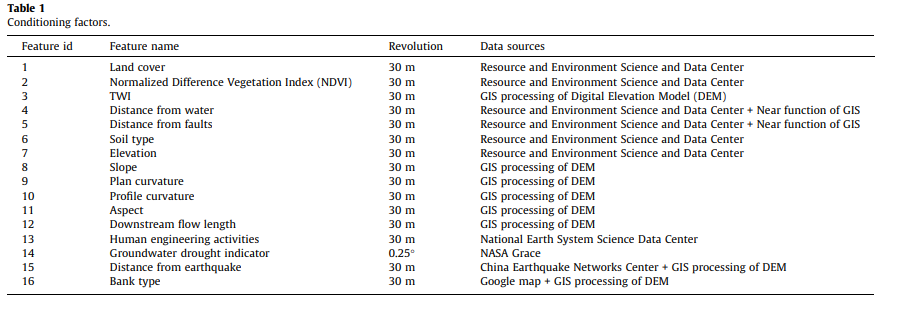 Table 1
Conditioning factors.
Feature id Feature name Revolution Data sources
1 Land cover 30 m Resource and Environment Science and Data Center
2 Normalized Difference Vegetation Index (NDVI) 30 m Resource and Environment Science and Data Center
3 TWI 30 m GIS processing of Digital Elevation Model (DEM)
4 Distance from water 30 m Resource and Environment Science and Data Center + Near function of GIS
5 Distance from faults 30 m Resource and Environment Science and Data Center + Near function of GIS
6 Soil type 30 m Resource and Environment Science and Data Center
7 Elevation 30 m Resource and Environment Science and Data Center
8 Slope 30 m GIS processing of DEM
9 Plan curvature 30 m GIS processing of DEM
10 Profile curvature 30 m GIS processing of DEM
11 Aspect 30 m GIS processing of DEM
12 Downstream flow length 30 m GIS processing of DEM
13 Human engineering activities 30 m National Earth System Science Data Center
14 Groundwater drought indicator 0.25° NASA Grace
15 Distance from earthquake 30 m China Earthquake Networks Center + GIS processing of DEM
16 Bank type 30 m Google map + GIS processing of DEM